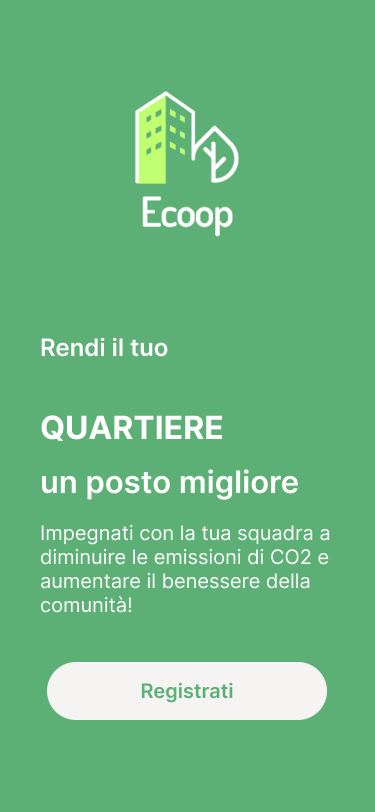 Ecoop
Rendi il tuo
QUARTIERE
un posto migliore
Impegnati con la tua squadra a
diminuire le emissioni di CO2 e
aumentare il benessere della
comunità!
Registrati